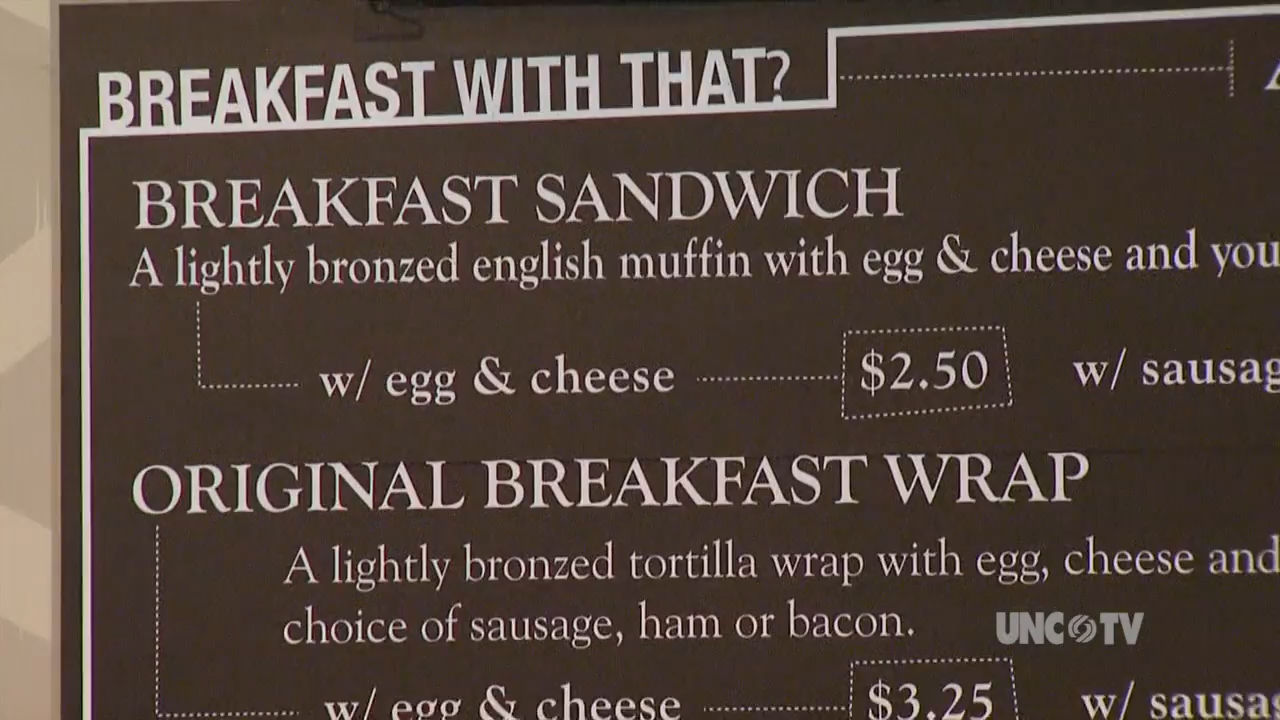 BREAKFAST WITH THAT?
BREAKFAST SANDWICH
A lightly bronzed english muffin with egg & cheese and you
w/ egg & cheese $2.50 w/ sausag
ORIGINAL BREAKFAST WRAP
A lightly bronzed tortilla wrap with egg, cheese and
choice of sausage, ham or bacon.
UNC TV
w/ egg & cheese $3.25 w/ sausag